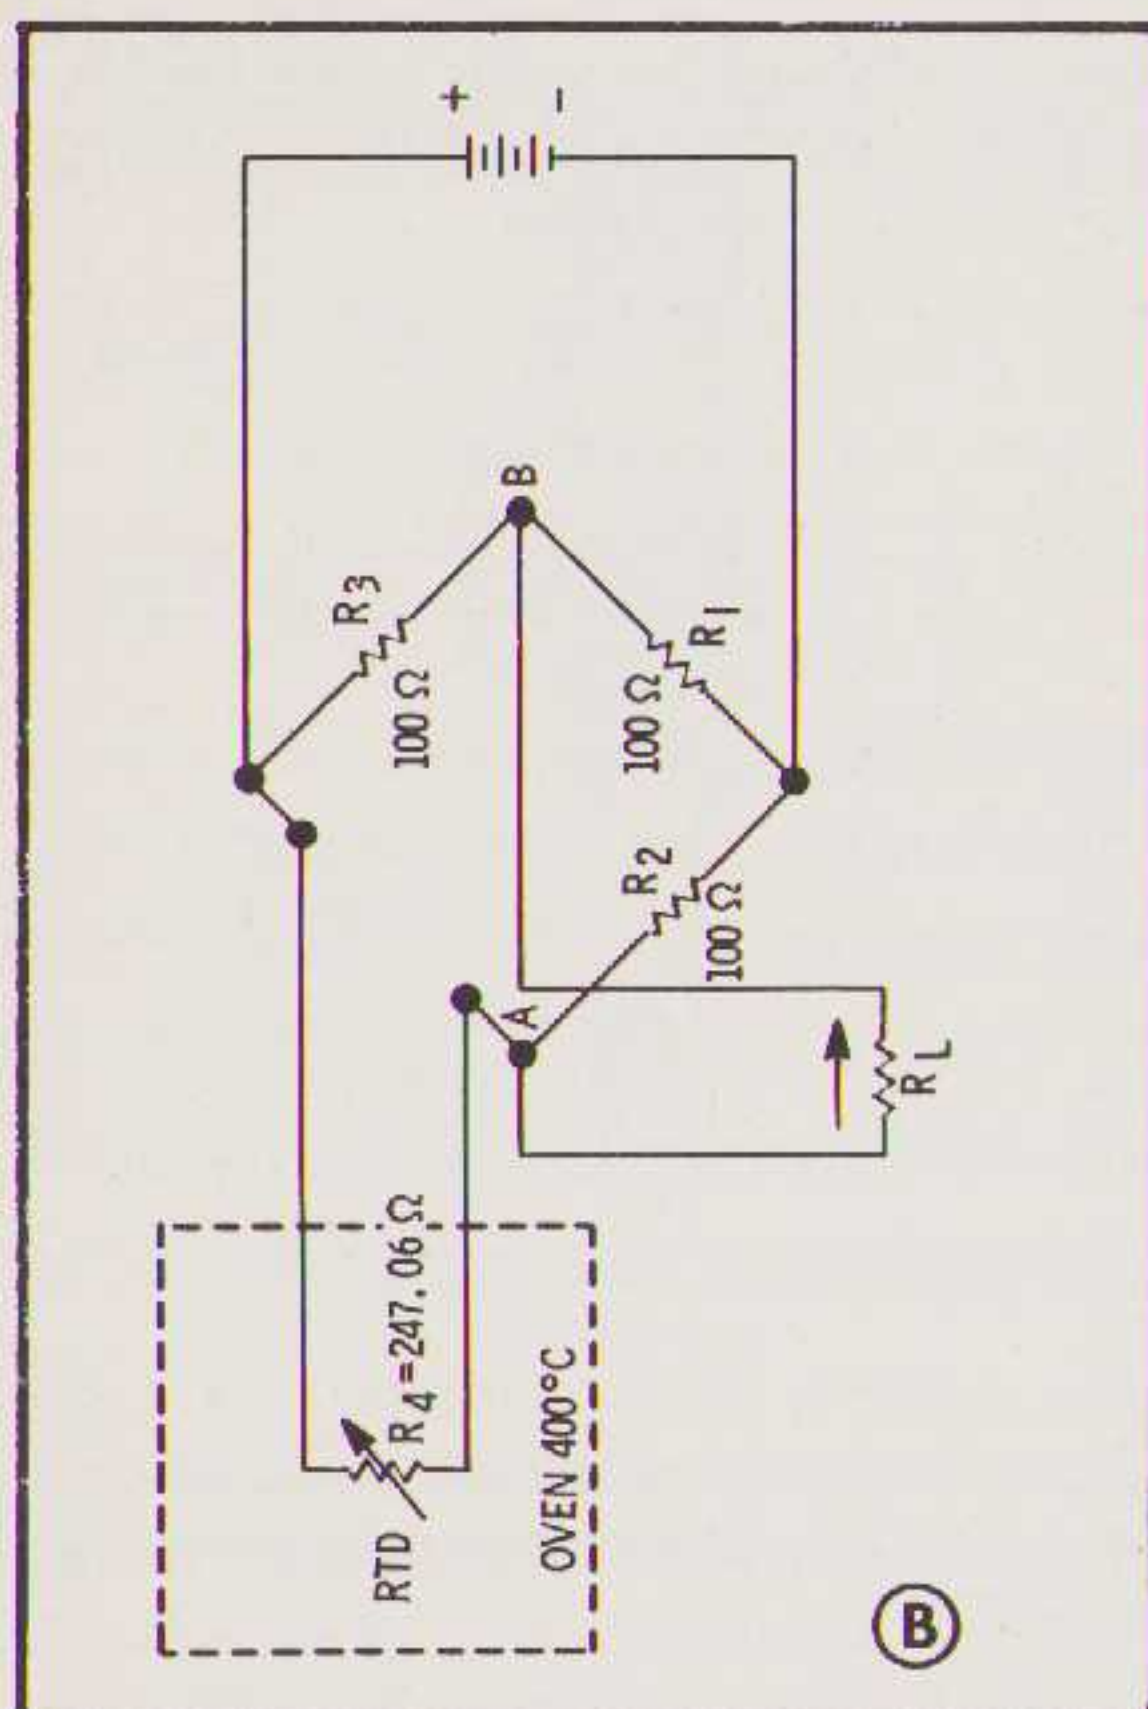 RTD
R4=247.06 Ω
OVEN 400°C
A
R2
100 Ω
RL
R3
100 Ω
100 Ω
R1
B
+
-
B